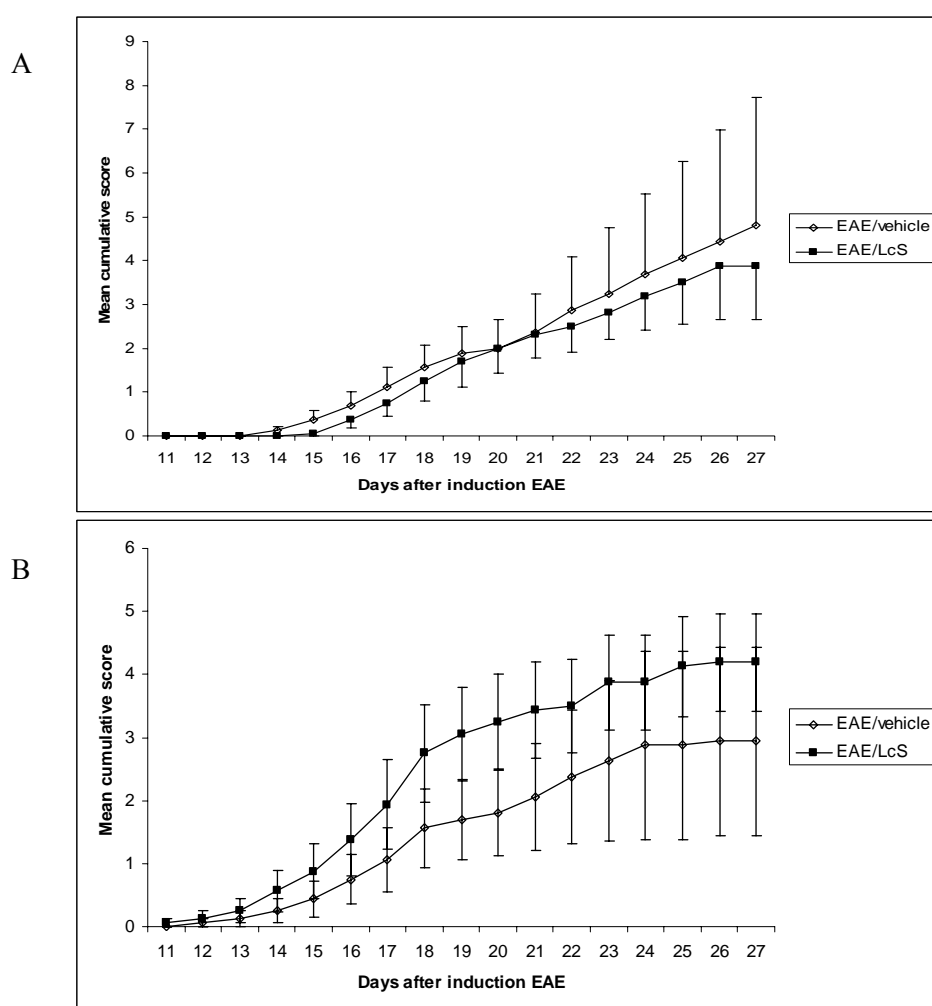 A
9
8
7
6
5
4
3
2
1
0
Mean cumulative score
11 12 13 14 15 16 17 18 19 20 21 22 23 24 25 26 27
Days after induction EAE
EAE/vehicle
EAE/LcS
B
6
5
4
3
2
1
0
Mean cumulative score
11 12 13 14 15 16 17 18 19 20 21 22 23 24 25 26 27
Days after induction EAE
EAE/vehicle
EAE/LcS